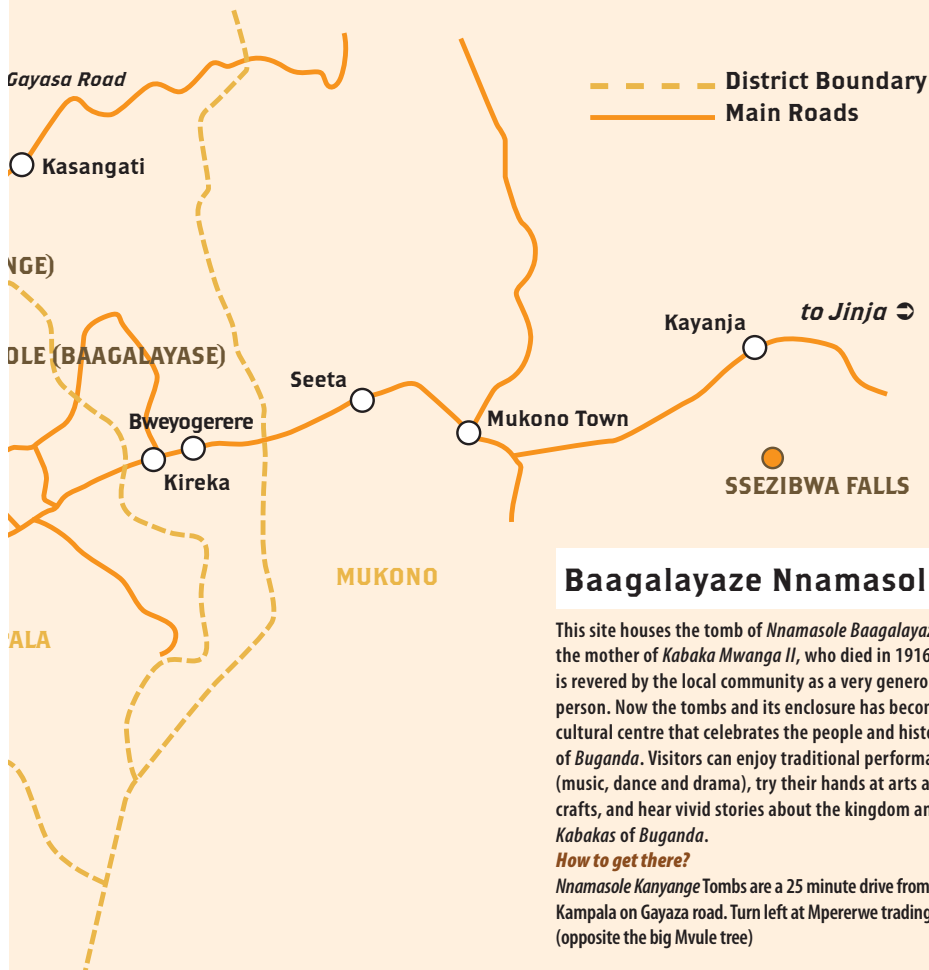 Gayasa Road
District Boundary
Main Roads
Kasangati
NGE)
to Jinja
Kayanja
OLE (BAAGALAYASE)
Seeta
Bweyogerere
Mukono Town
Kireka
SSEZIBWA FALLS
MUKONO
PALA
Baagalayaze Nnamasol
This site houses the tomb of Nnamasole Baagalayaz
the mother of Kabaka Mwanga II, who died in 1916
is revered by the local community as a very genero
person. Now the tombs and its enclosure has becom
cultural centre that celebrates the people and histo
of Buganda. Visitors can enjoy traditional performa
(music, dance and drama), try their hands at arts a
crafts, and hear vivid stories about the kingdom an
Kabakas of Buganda.
How to get there?
Nnamasole Kanyange Tombs are a 25 minute drive from
Kampala on Gayaza road. Turn left at Mpererwe trading
(opposite the big Mvule tree)